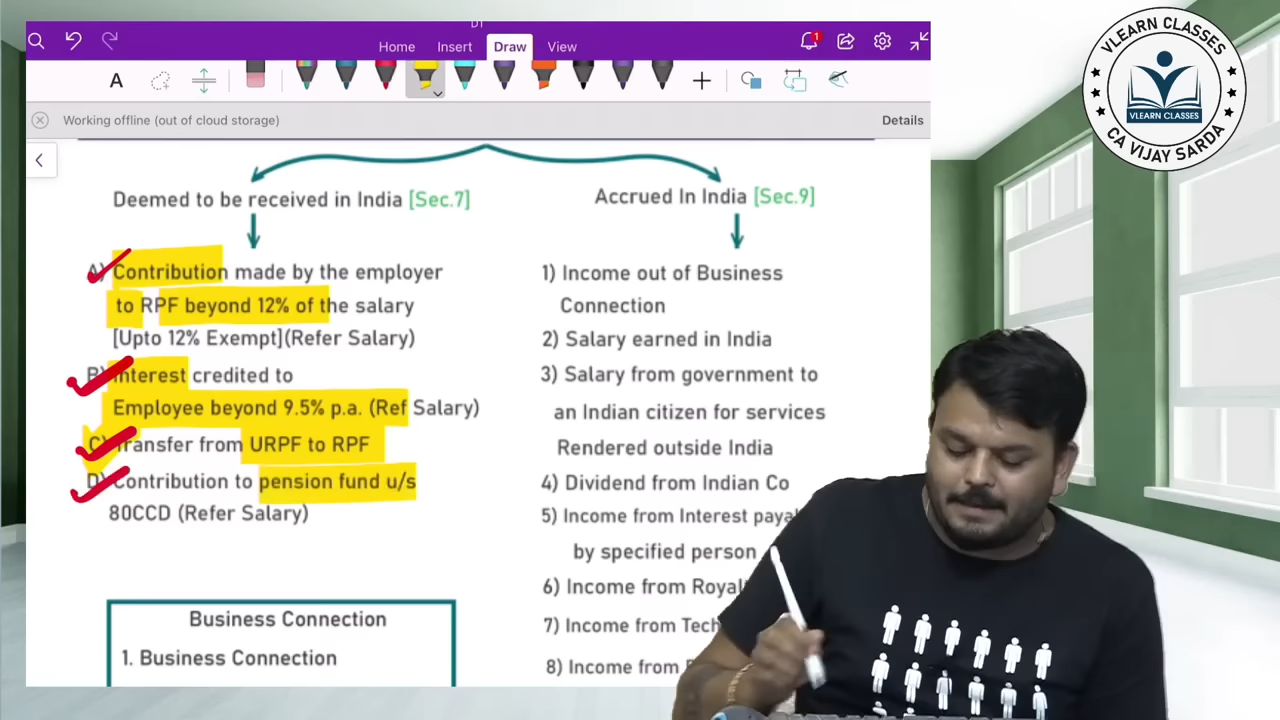 DT
Home Insert Draw View
1
A
Working offline (out of cloud storage) Details
Deemed to be received in India [Sec.7]
A) Contribution made by the employer
to RPF beyond 12% of the salary
[Upto 12% Exempt](Refer Salary)
B) Interest credited to
Employee beyond 9.5% p.a. (Ref Salary)
C) Transfer from URPF to RPF
D) Contribution to pension fund u/s
80CCD (Refer Salary)
Business Connection
1. Business Connection
Accrued In India [Sec.9]
1) Income out of Business
Connection
2) Salary earned in India
3) Salary from government to
an Indian citizen for services
Rendered outside India
4) Dividend from Indian Co
5) Income from Interest
by specified person
6) Income from
7) Income from
8) Income from
VLEARN CLASSES
VLEARN CLASSES
CA VIJAY SARDA